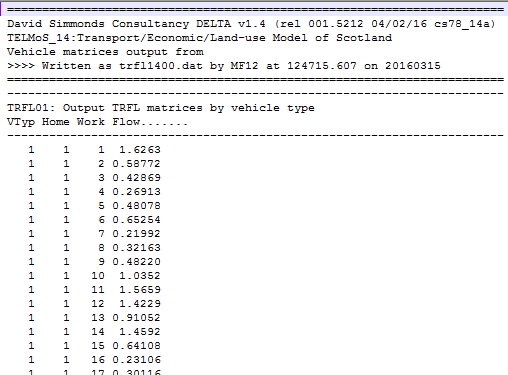 ======================================================================
David Simmonds Consultancy DELTA v1.4 (rel 001.5212 04/02/16 cs78_14a)
TELMoS_14:Transport/Economic/Land-use Model of Scotland
Vehicle matrices output from
>>>> Written as trfl1400.dat by MF12 at 124715.607 on 20160315
======================================================================
----------------------------------------------------------------------
TRFL01: Output TRFL matrices by vehicle type
VTyp Home Work Flow.......
----------------------------------------------------------------------
1 1 1 1.6263
1 1 2 0.58772
1 1 3 0.42869
1 1 4 0.26913
1 1 5 0.48078
1 1 6 0.65254
1 1 7 0.21992
1 1 8 0.32163
1 1 9 0.48220
1 1 10 1.0352
1 1 11 1.5659
1 1 12 1.4229
1 1 13 0.91052
1 1 14 1.4592
1 1 15 0.64108
1 1 16 0.23106
1 1 17 0.30116